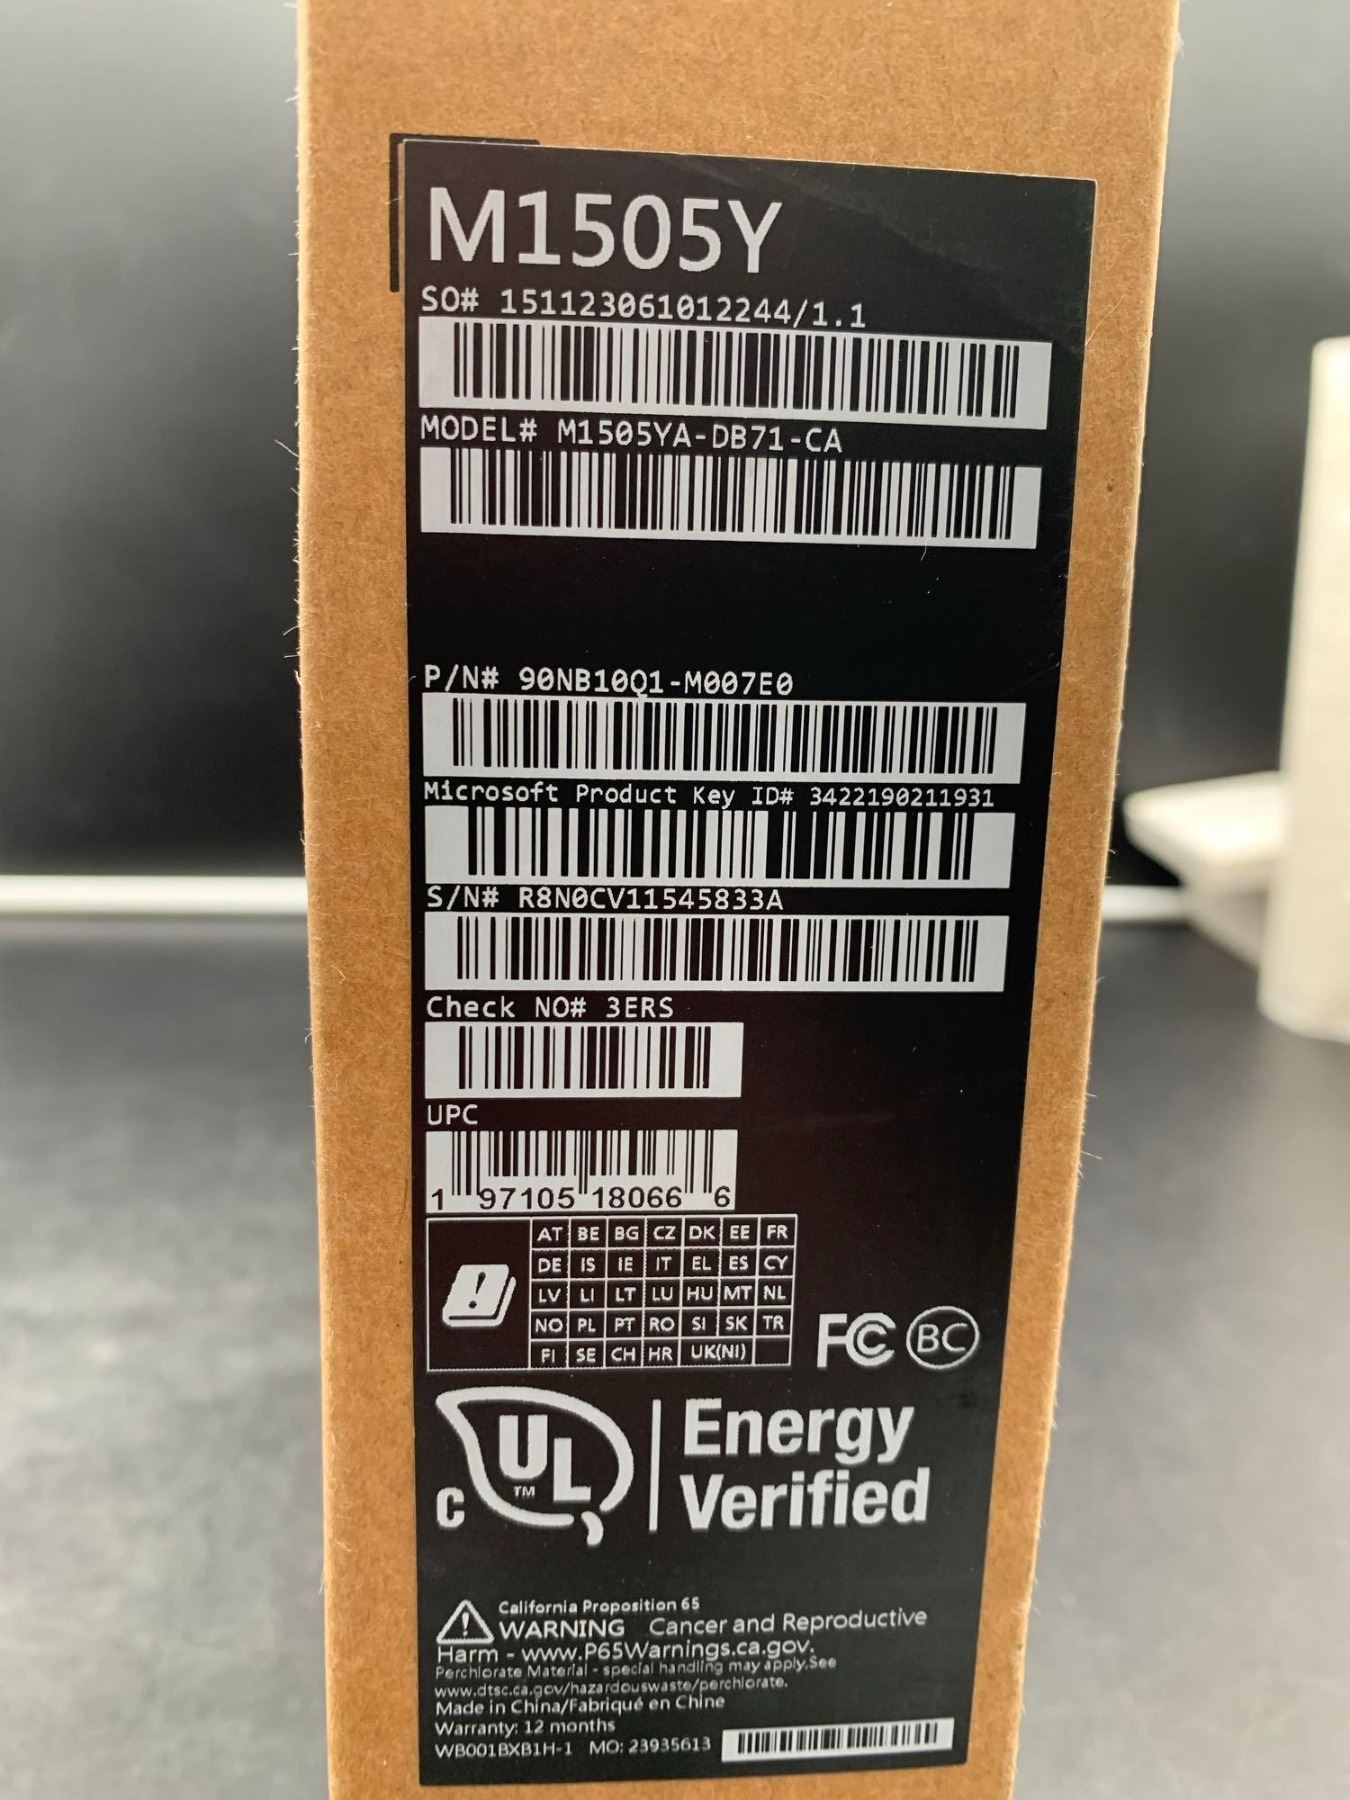 M1505Y
SO# 151123061012244/1.1
MODEL# M1505YA-DB71-CA
P/N# 90NB10Q1-M007E0
Microsoft Product Key ID# 3422190211931
S/N# R8N0CV11545833A
Check NO# 3ERS
UPC
1 97105 18066 6
AT BE BG CZ DK EE FR
DE IS IE IT EL ES CY
LV LI LT LU HU MT NL
NO PL PT RO SI SK TR
FI SE CH HR UK(NI)
FC BC
C UL TM Energy
Verified
California Proposition 65
WARNING Cancer and Reproductive
Harm - www.P65Warnings.ca.gov.
Perchlorate Material - special handling may apply.See
www.dtsc.ca.gov/hazardouswaste/perchlorate.
Made in China/Fabriqué en Chine
Warranty: 12 months
WB001BXB1H-1 MO: 23935613